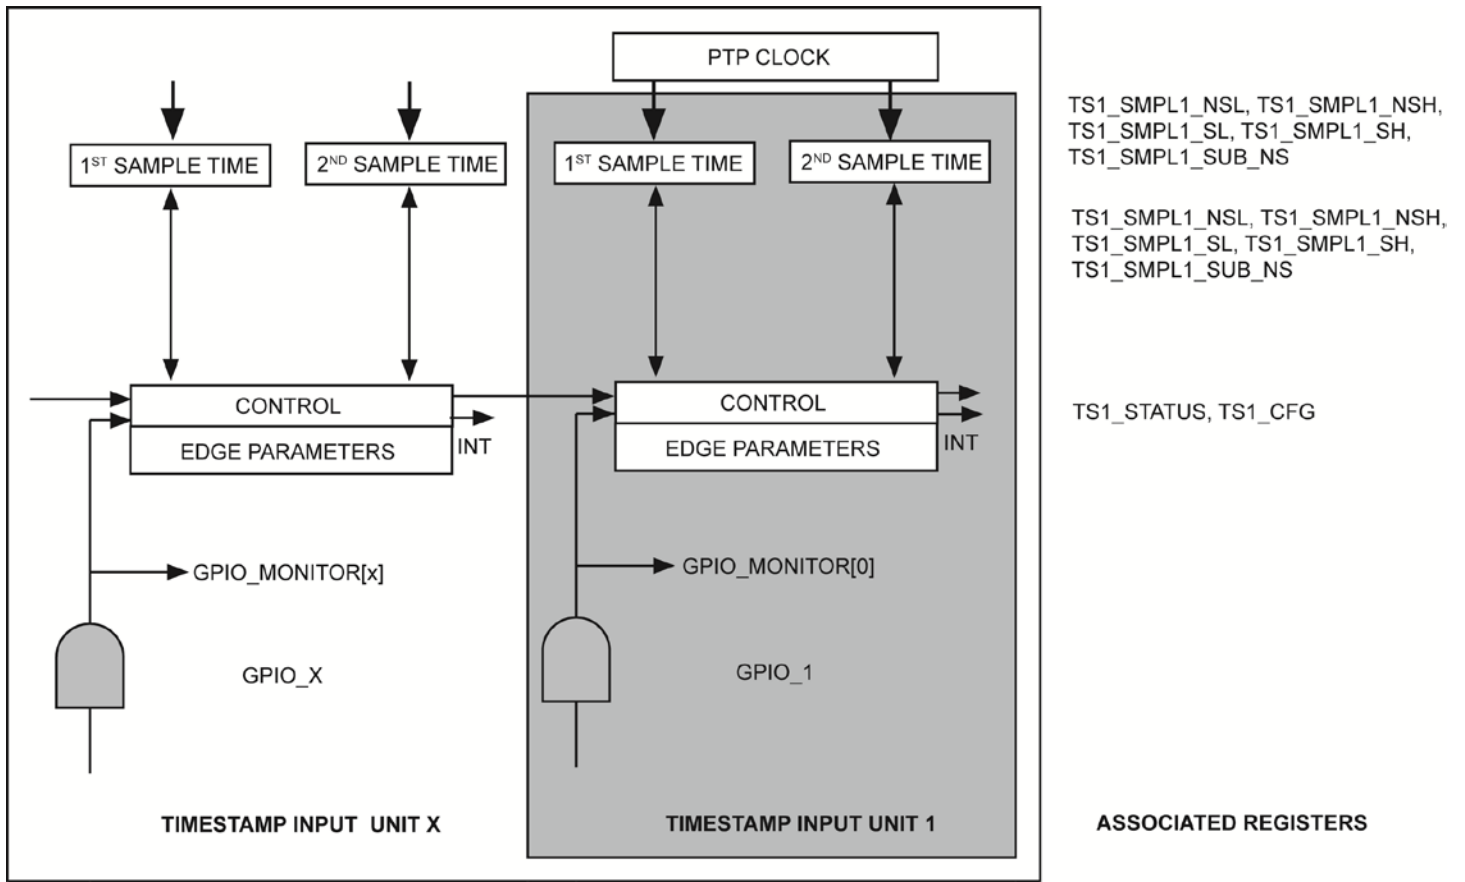 PTP CLOCK
1ST SAMPLE TIME
2ND SAMPLE TIME
1ST SAMPLE TIME
2ND SAMPLE TIME
TS1_SMPL1_NSL, TS1_SMPL1_NSH,
TS1_SMPL1_SL, TS1_SMPL1_SH,
TS1_SMPL1_SUB_NS
TS1_SMPL1_NSL, TS1_SMPL1_NSH,
TS1_SMPL1_SL, TS1_SMPL1_SH,
TS1_SMPL1_SUB_NS
CONTROL
EDGE PARAMETERS
INT
CONTROL
EDGE PARAMETERS
INT
TS1_STATUS, TS1_CFG
GPIO_MONITOR[x]
GPIO_MONITOR[0]
GPIO_X
GPIO_1
TIMESTAMP INPUT UNIT X
TIMESTAMP INPUT UNIT 1
ASSOCIATED REGISTERS